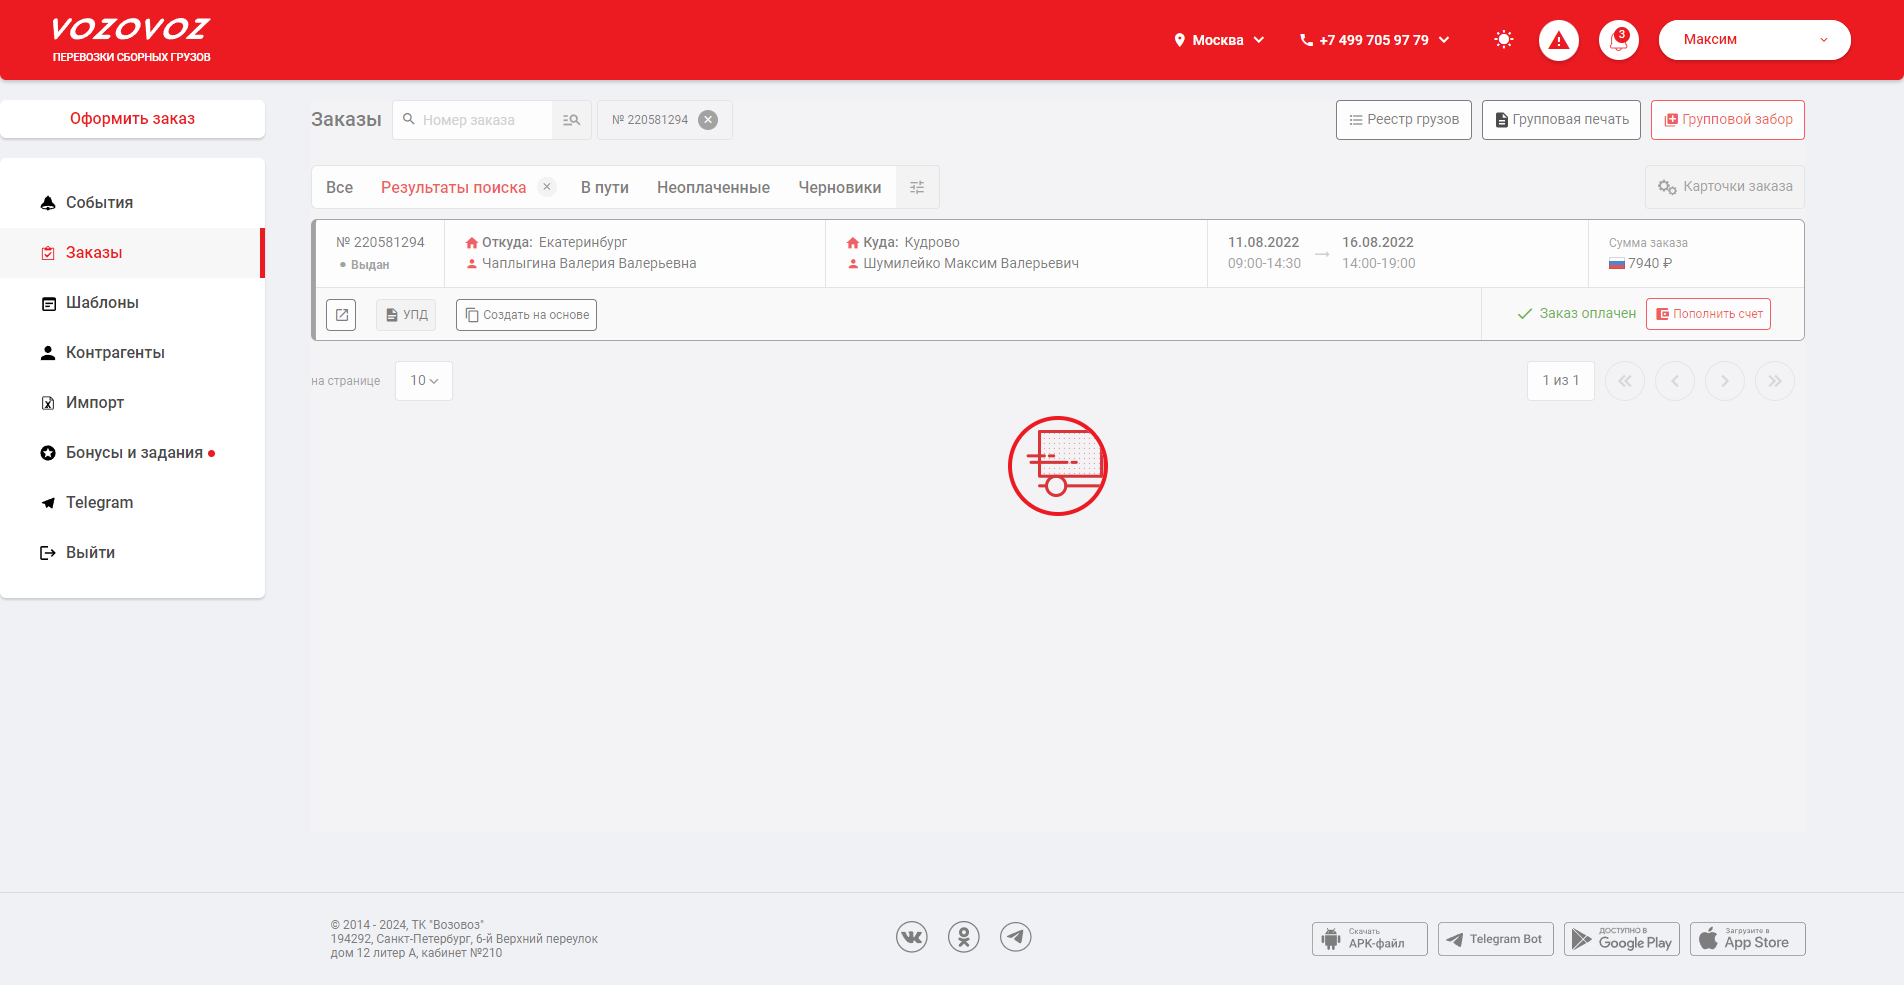 VOZOVOZ
ПЕРЕВОЗКИ СБОРНЫХ ГРУЗОВ
Москва
+7 499 705 97 79
3
Максим
Оформить заказ
События
Заказы
Шаблоны
Контрагенты
Импорт
Бонусы и задания
Telegram
Выйти
Заказы
Номер заказа
№ 220581294
Реестр грузов
Групповая печать
Групповой забор
Все
Результаты поиска
В пути
Неоплаченные
Черновики
Карточки заказа
№ 220581294
Выдан
Откуда: Екатеринбург
Чаплыгина Валерия Валерьевна
Куда: Кудрово
Шумилейко Максим Валерьевич
11.08.2022
09:00-14:30
16.08.2022
14:00-19:00
Сумма заказа
7940 ₽
УПД
Создать на основе
Заказ оплачен
Пополнить счет
на странице
10
1 из 1
© 2014 - 2024, ТК "Возовоз"
194292, Санкт-Петербург, 6-й Верхний переулок
дом 12 литер А, кабинет №210
Скачать
APK-файл
Telegram Bot
ДОСТУПНО В
Google Play
Загрузите в
App Store